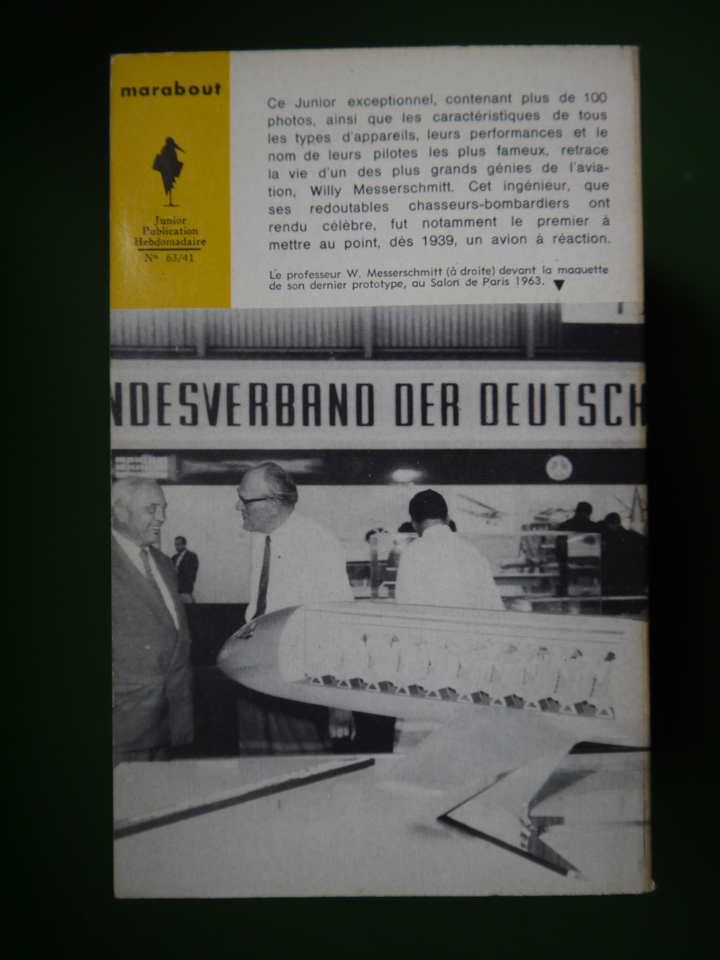 marabout
Junior
Publication
Hebdomadaire
Nº 63/41
Ce Junior exceptionnel, contenant plus de 100
photos, ainsi que les caractéristiques de tous
les types d'appareils, leurs performances et le
nom de leurs pilotes les plus fameux, retrace
la vie d'un des plus grands génies de l'avia-
tion, Willy Messerschmitt. Cet ingénieur, que
ses redoutables chasseurs-bombardiers ont
rendu célèbre, fut notamment le premier à
mettre au point, dès 1939, un avion à réaction.
Le professeur W. Messerschmitt (à droite) devant la maquette
de son dernier prototype, au Salon de Paris 1963.
NDESVERBAND DER DEUTSCH